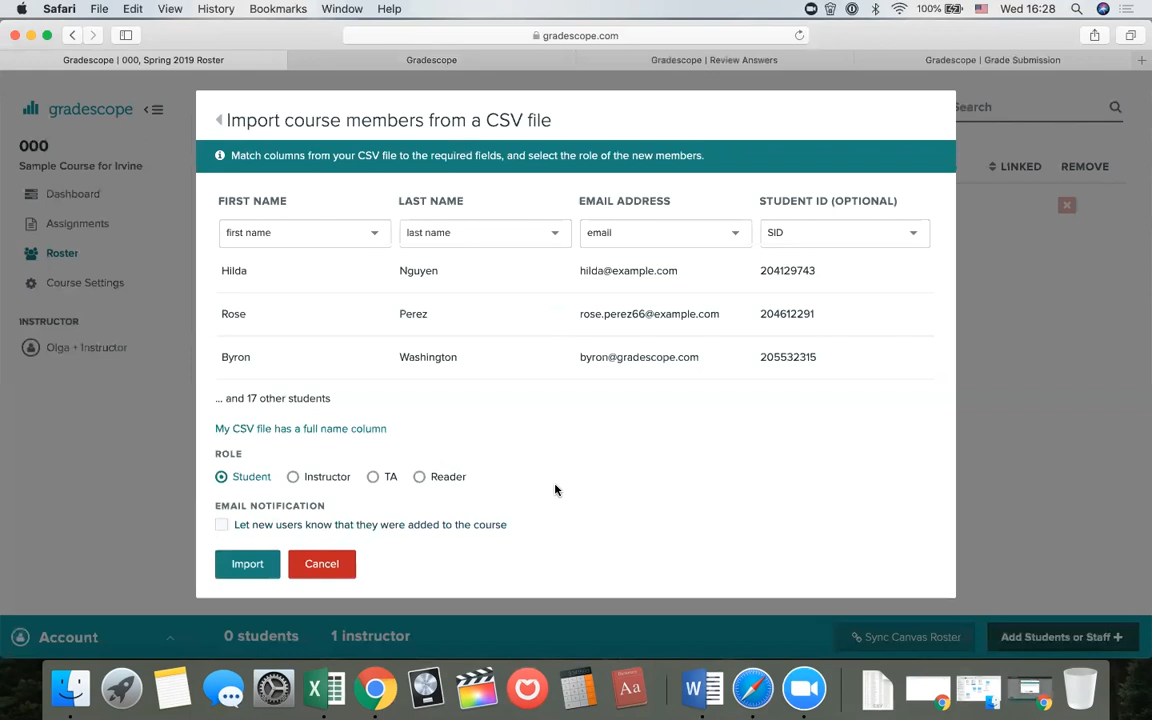 Safari File Edit View History Bookmarks Window Help 100% Wed 16:28
gradescope.com
Gradescope | 000, Spring 2019 Roster Gradescope Gradescope | Review Answers Gradescope | Grade Submission
gradescope
000
Sample Course for Irvine
Dashboard
Assignments
Roster
Course Settings
INSTRUCTOR
Olga + Instructor
Search
LINKED REMOVE
Import course members from a CSV file
Match columns from your CSV file to the required fields, and select the role of the new members.
FIRST NAME LAST NAME EMAIL ADDRESS STUDENT ID (OPTIONAL)
first name last name email SID
Hilda Nguyen hilda@example.com 204129743
Rose Perez rose.perez66@example.com 204612291
Byron Washington byron@gradescope.com 205532315
... and 17 other students
My CSV file has a full name column
ROLE
Student Instructor TA Reader
EMAIL NOTIFICATION
Let new users know that they were added to the course
Import Cancel
Account 0 students 1 instructor Sync Canvas Roster Add Students or Staff +